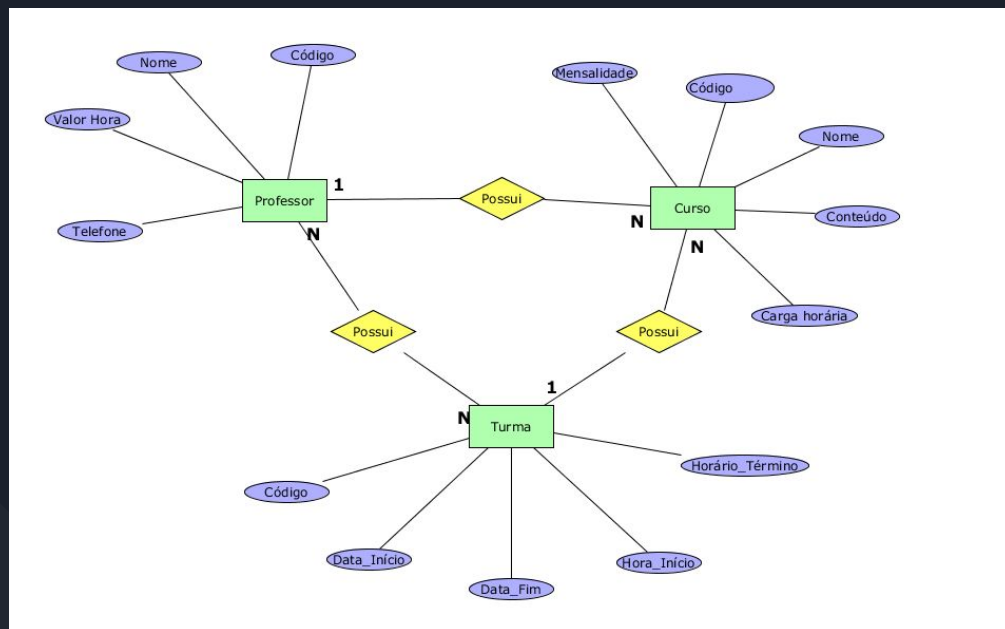 Código
Nome
Mensalidade
Código
Valor Hora
Nome
1
Professor
Possui
Curso
Conteúdo
N
Telefone
N
N
Carga horária
Possui
Possui
1
N
Turma
Horário_Término
Código
Data_Início
Hora_Início
Data_Fim